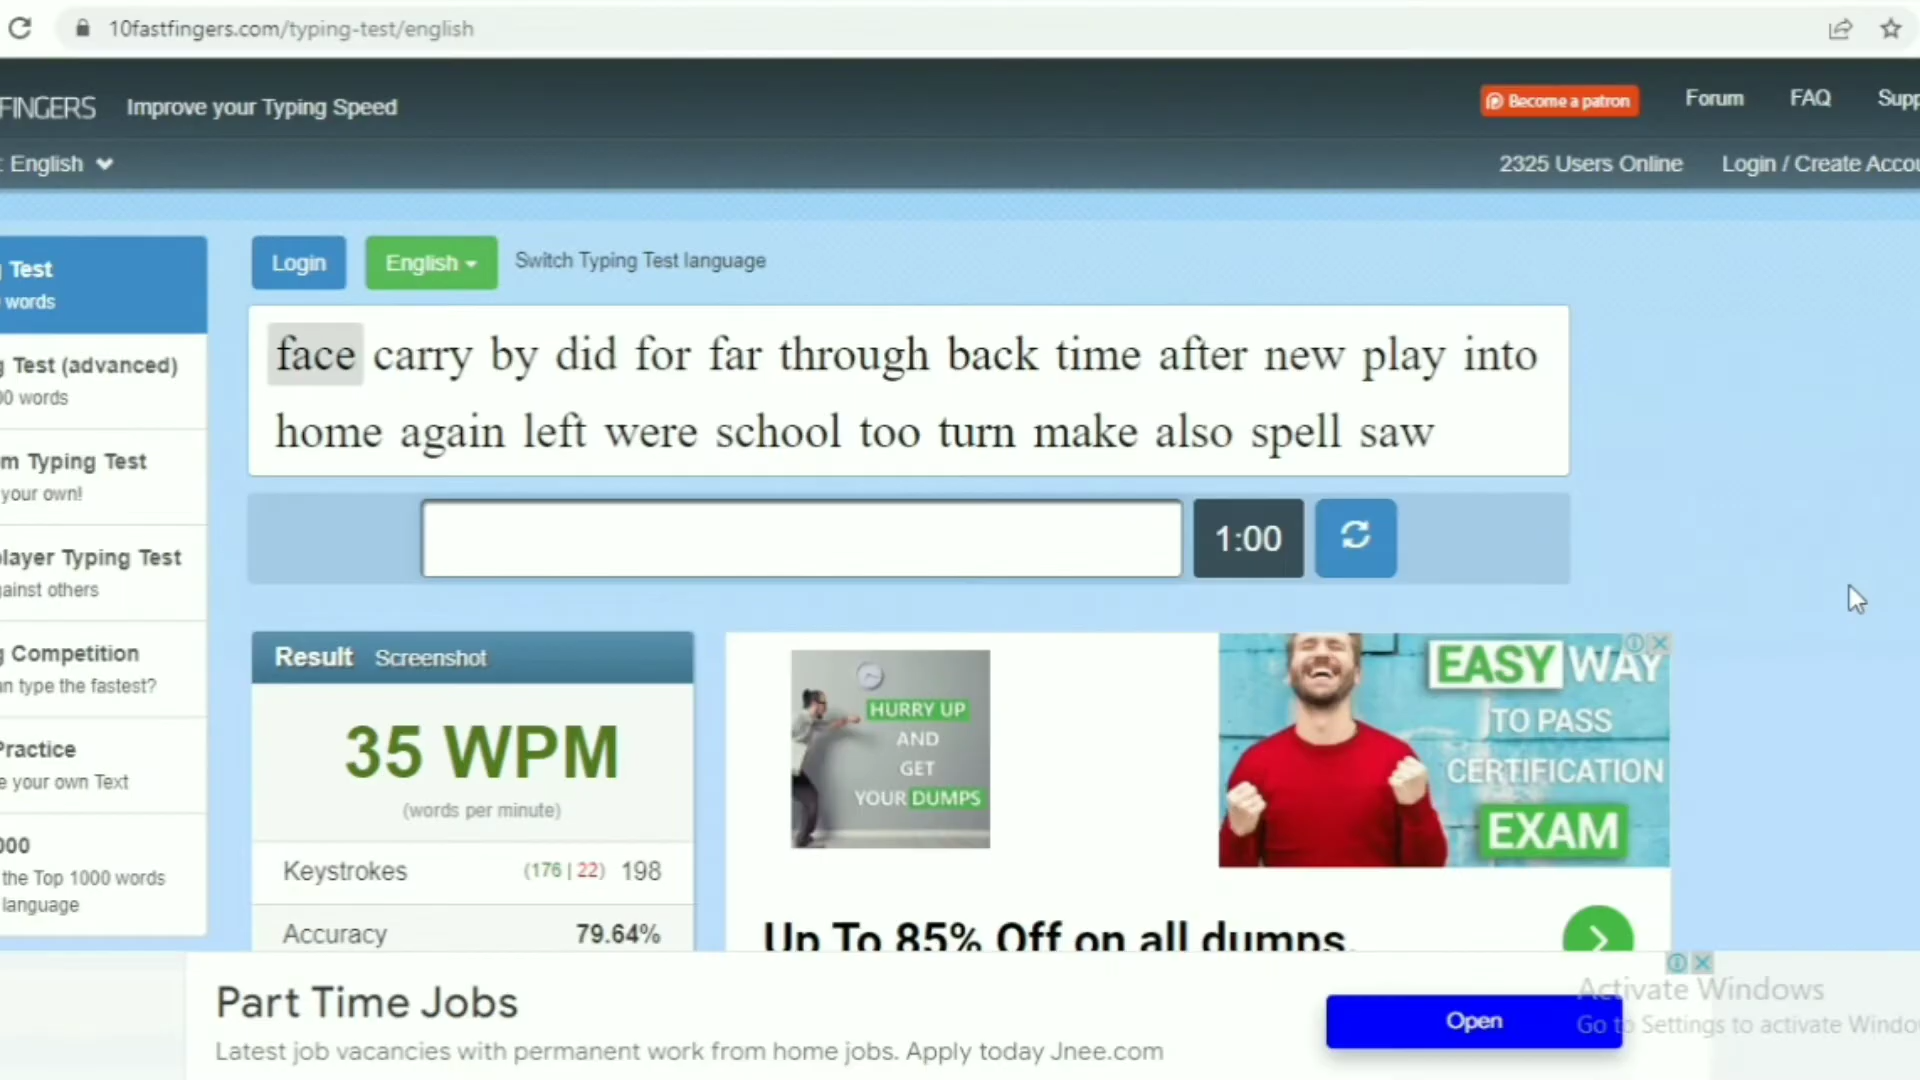 10fastfingers.com/typing-test/english
FINGERS Improve your Typing Speed
Become a patron Forum FAQ Supp
: English
2325 Users Online Login / Create Accou
Test
words
Test (advanced)
00 words
m Typing Test
your own!
layer Typing Test
ainst others
Competition
an type the fastest?
Practice
e your own Text
000
the Top 1000 words
language
Login English Switch Typing Test language
face carry by did for far through back time after new play into
home again left were school too turn make also spell saw
1:00
Result Screenshot
35 WPM
(words per minute)
Keystrokes (176 | 22) 198
Accuracy 79.64%
HURRY UP
AND
GET
YOUR DUMPS
EASY WAY
TO PASS
CERTIFICATION
EXAM
Up To 85% Off on all dumps.
Part Time Jobs
Latest job vacancies with permanent work from home jobs. Apply today Jnee.com
Open
Activate Windows
Go to Settings to activate Windo